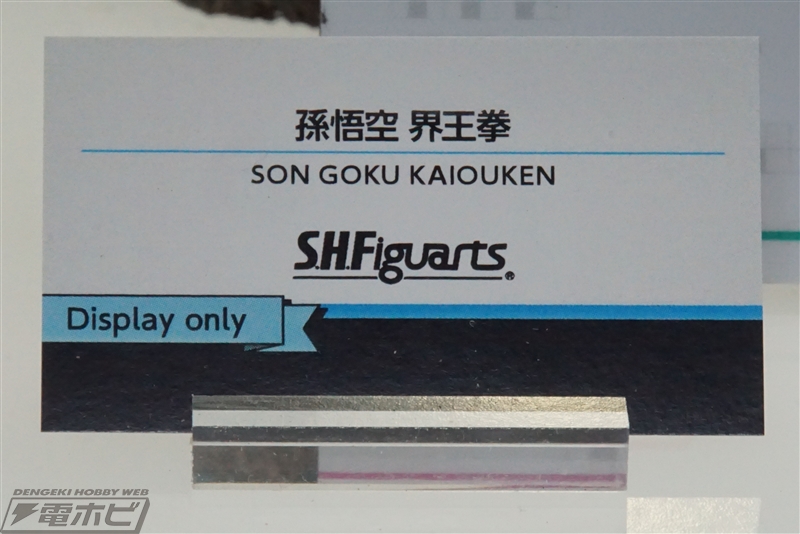 孫悟空 界王拳
SON GOKU KAIOUKEN
S.H.Figuarts®
Display only
DENGEKI HOBBY WEB
電ホビ